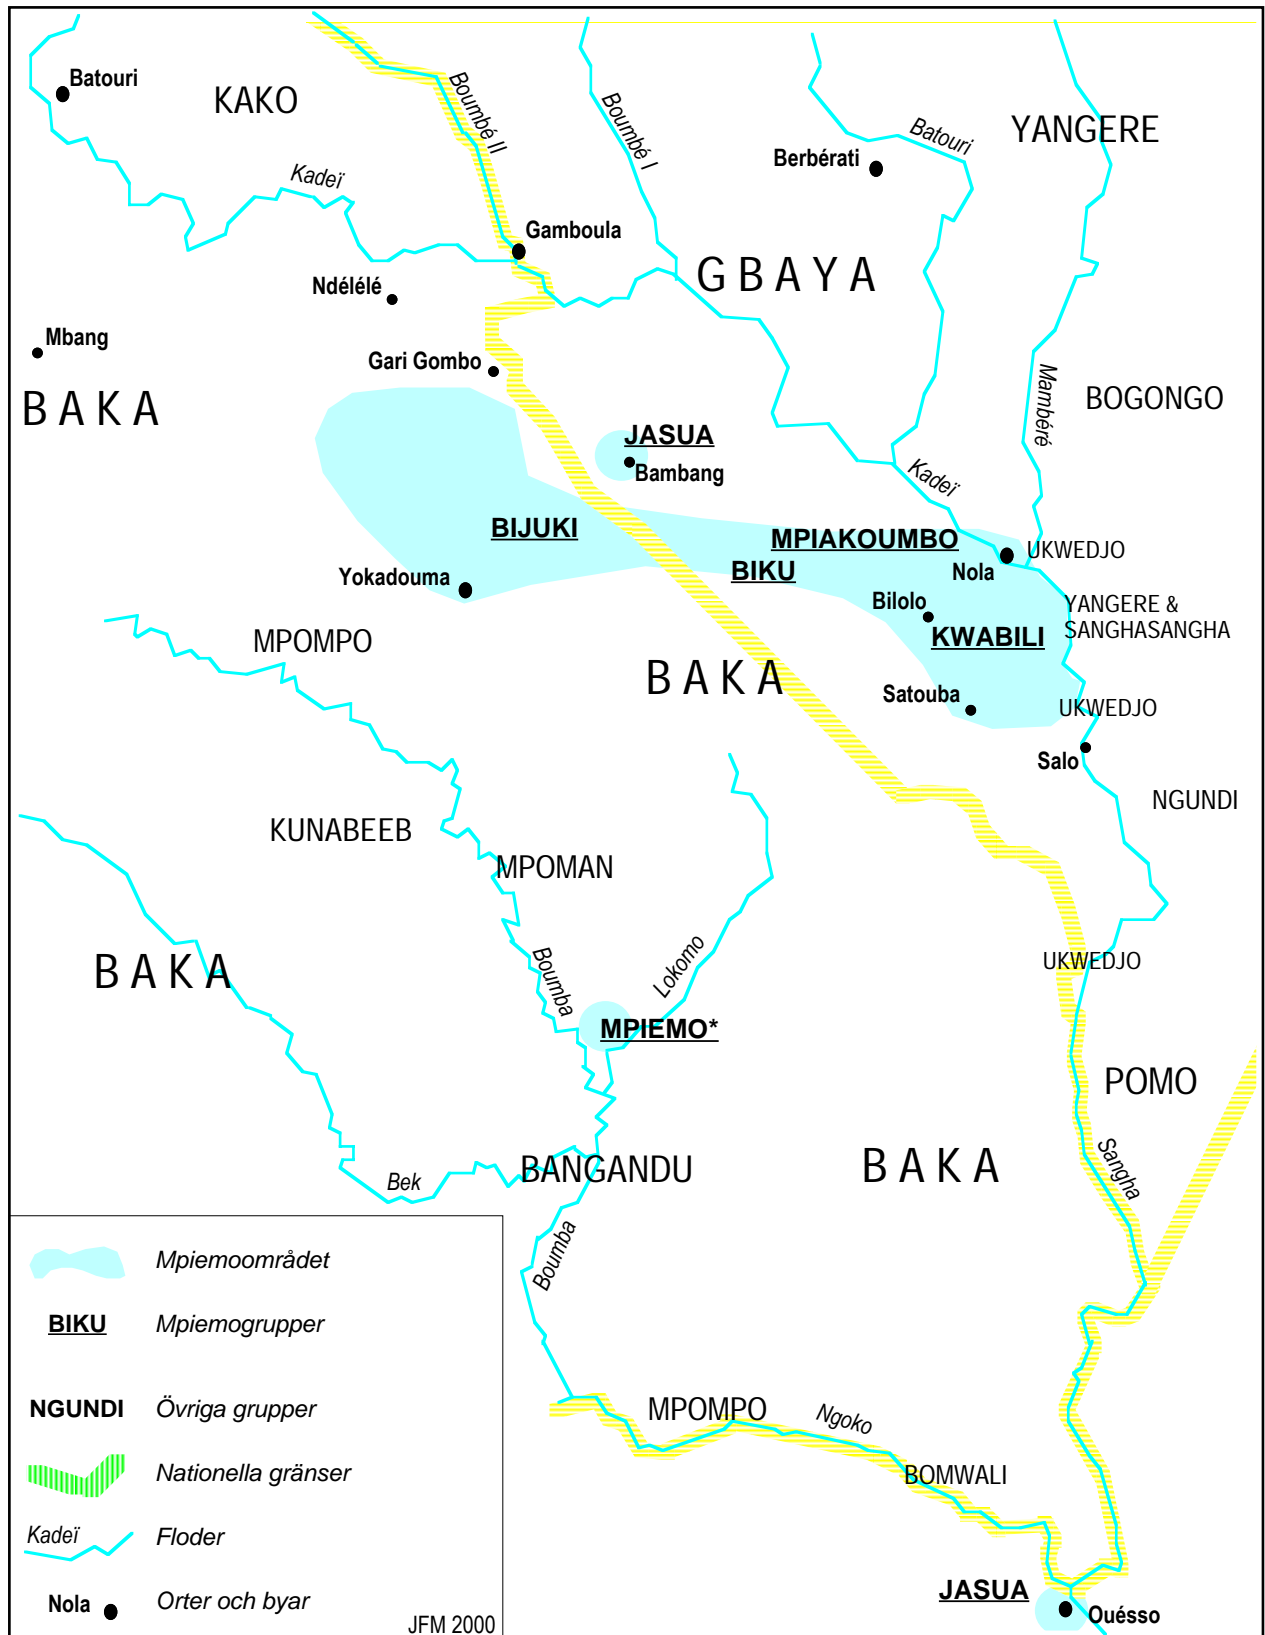 Batouri
KAKO
Boumbé II
Boumbé I
Batouri
YANGERE
Berbérati
Kadeï
Gamboula
GBAYA
Ndélélé
Mbang
Gari Gombo
BAKA
Mambéré
BOGONGO
JASUA
Bambang
Kadeï
BIJUKI
MPIAKOUMBO
UKWEDJO
BIKU
Nola
Yokadouma
Bilolo
YANGERE &
SANGHASANGHA
MPOMPO
KWABILI
BAKA
Satouba
UKWEDJO
Salo
NGUNDI
KUNABEEB
MPOMAN
BAKA
Boumba
Lokomo
UKWEDJO
MPIEMO*
POMO
BANGANDU
BAKA
Sangha
Bek
Boumba
MPOMPO
Ngoko
BOMWALI
JASUA
Ouésso
Mpiemoområdet
BIKU Mpiemogrupper
NGUNDI Övriga grupper
Nationella gränser
Kadeï Floder
Nola Orter och byar
JFM 2000